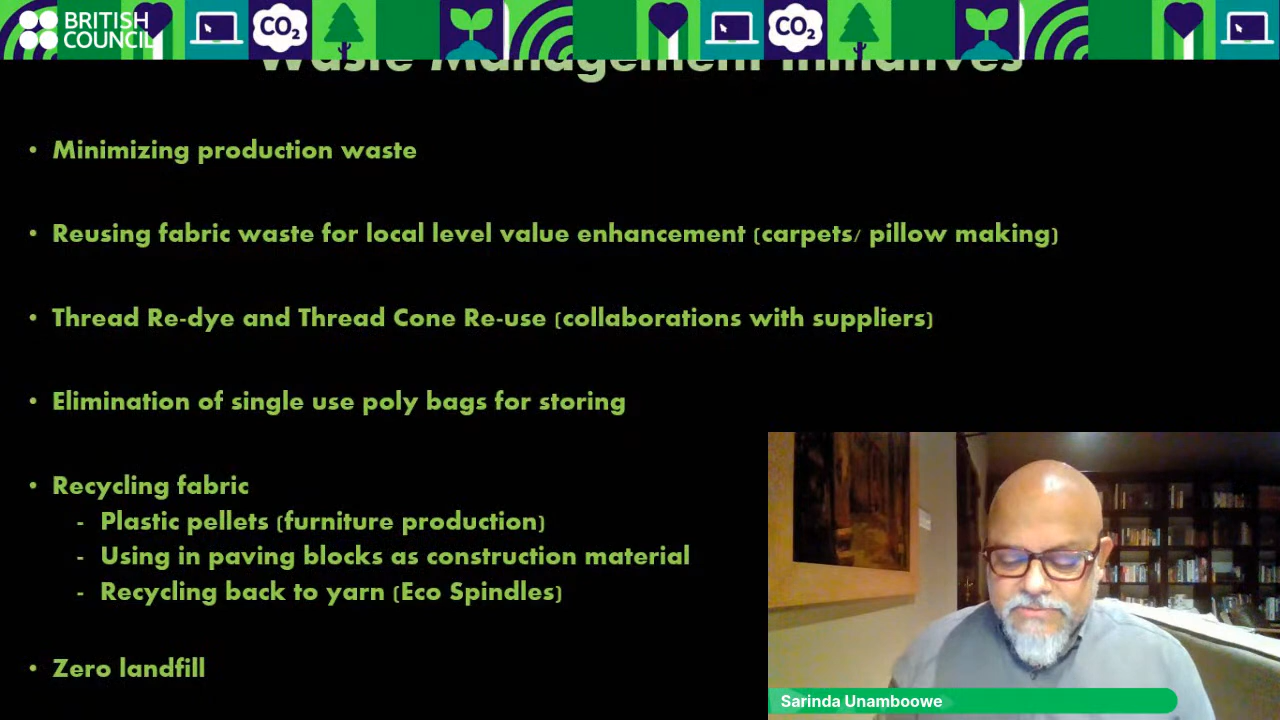 BRITISH
COUNCIL
CO₂
CO₂
Waste Management Initiatives
• Minimizing production waste
• Reusing fabric waste for local level value enhancement (carpets/ pillow making)
• Thread Re-dye and Thread Cone Re-use (collaborations with suppliers)
• Elimination of single use poly bags for storing
• Recycling fabric
- Plastic pellets (furniture production)
- Using in paving blocks as construction material
- Recycling back to yarn (Eco Spindles)
• Zero landfill
Sarinda Unamboowe